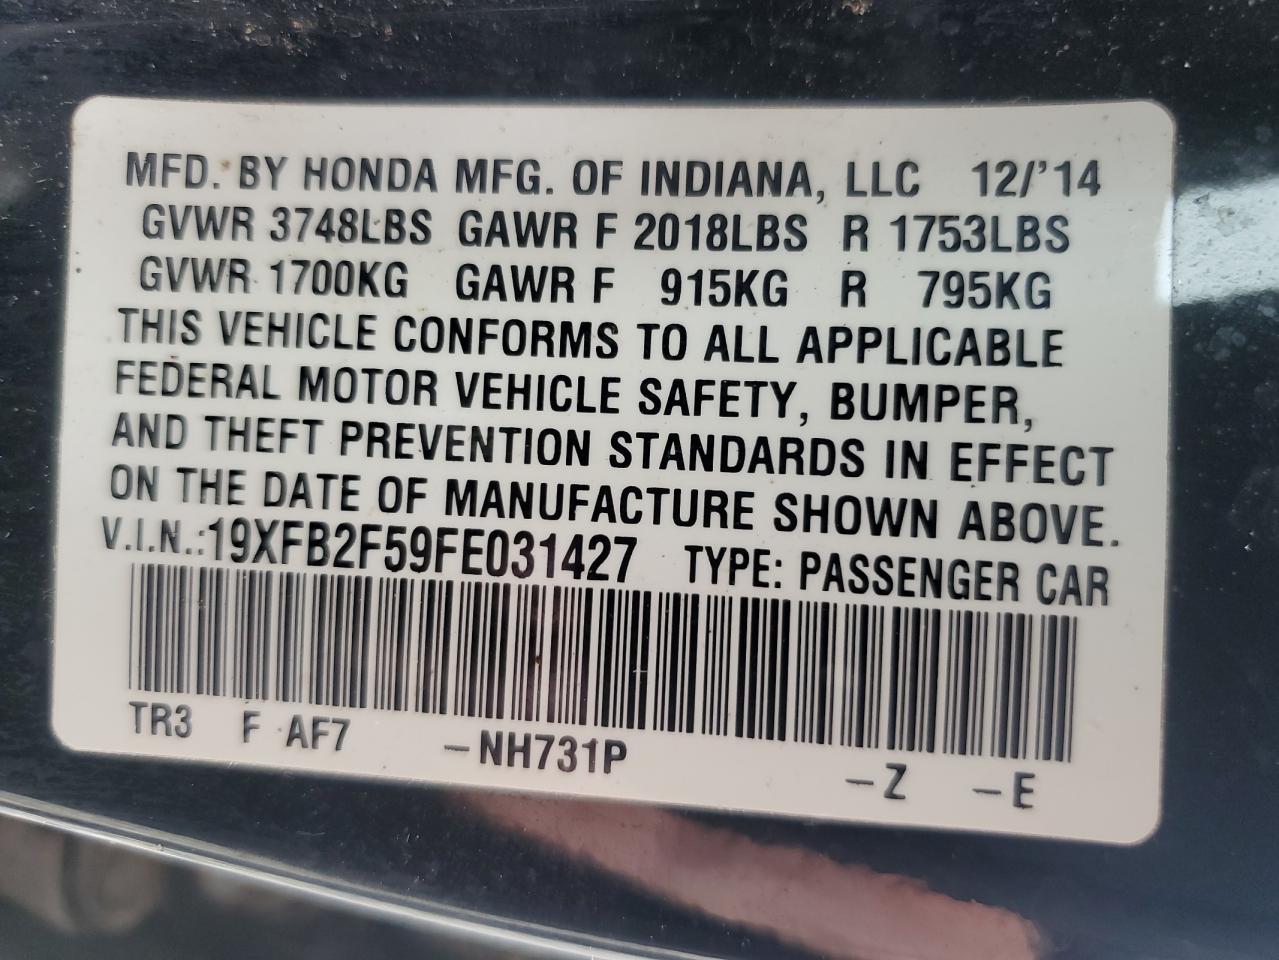 MFD. BY HONDA MFG. OF INDIANA, LLC 12/'14
GVWR 3748LBS GAWR F 2018LBS R 1753LBS
GVWR 1700KG GAWR F 915KG R 795KG
THIS VEHICLE CONFORMS TO ALL APPLICABLE
FEDERAL MOTOR VEHICLE SAFETY, BUMPER,
AND THEFT PREVENTION STANDARDS IN EFFECT
ON THE DATE OF MANUFACTURE SHOWN ABOVE.
V.I.N.:19XFB2F59FE031427 TYPE: PASSENGER CAR
TR3 F AF7 –NH731P –Z –E